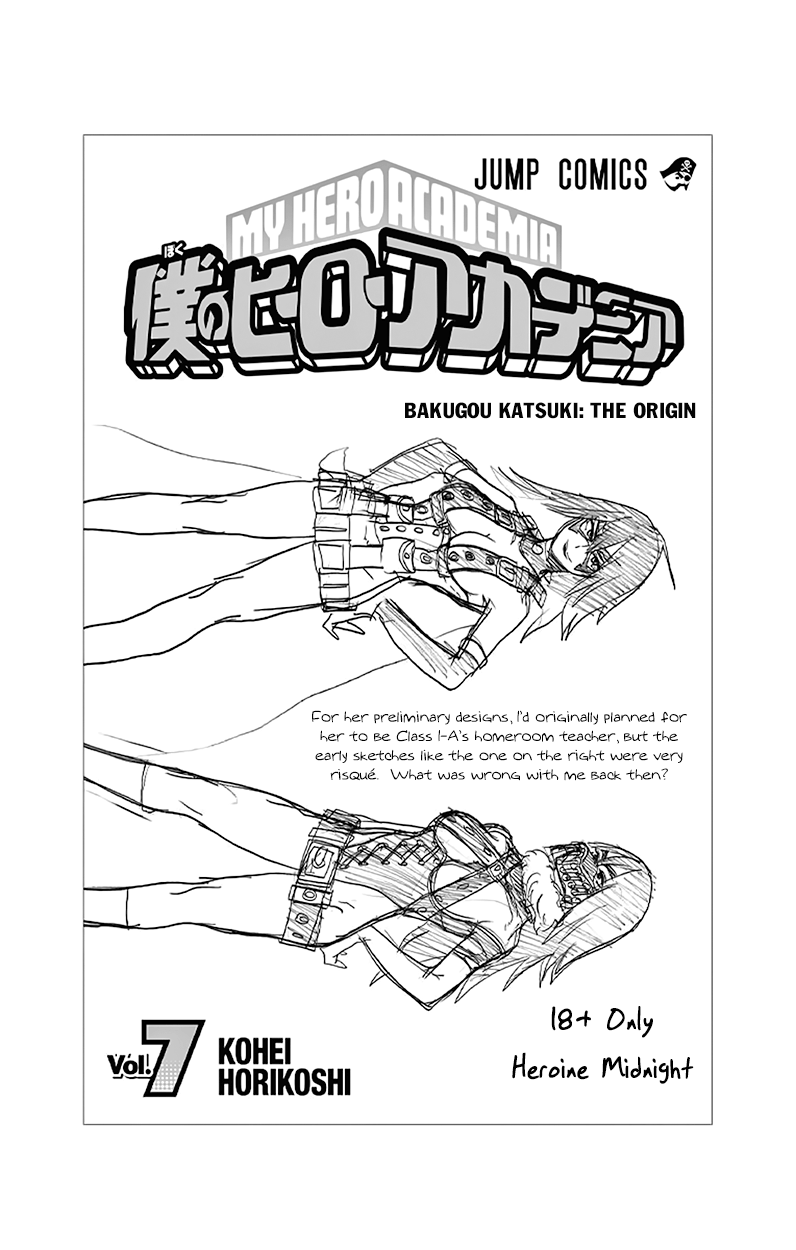 JUMP COMICS
MY HERO ACADEMIA
ぼく
僕のヒーローアカデミア
BAKUGOU KATSUKI: THE ORIGIN
For her preliminary designs, I'd originally planned for
her to be Class 1-A's homeroom teacher, but the
early sketches like the one on the right were very
risqué. What was wrong with me back then?
18+ Only
Heroine Midnight
Vol.7
KOHEI
HORIKOSHI